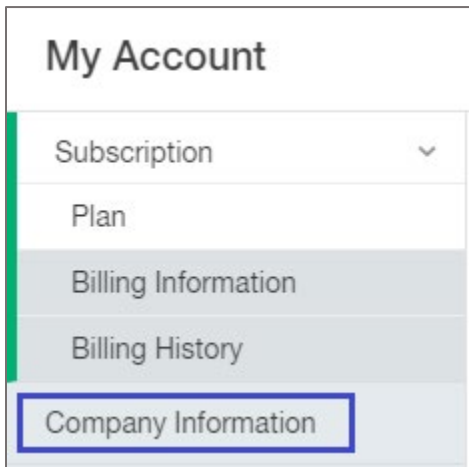 My Account
Subscription
Plan
Billing Information
Billing History
Company Information